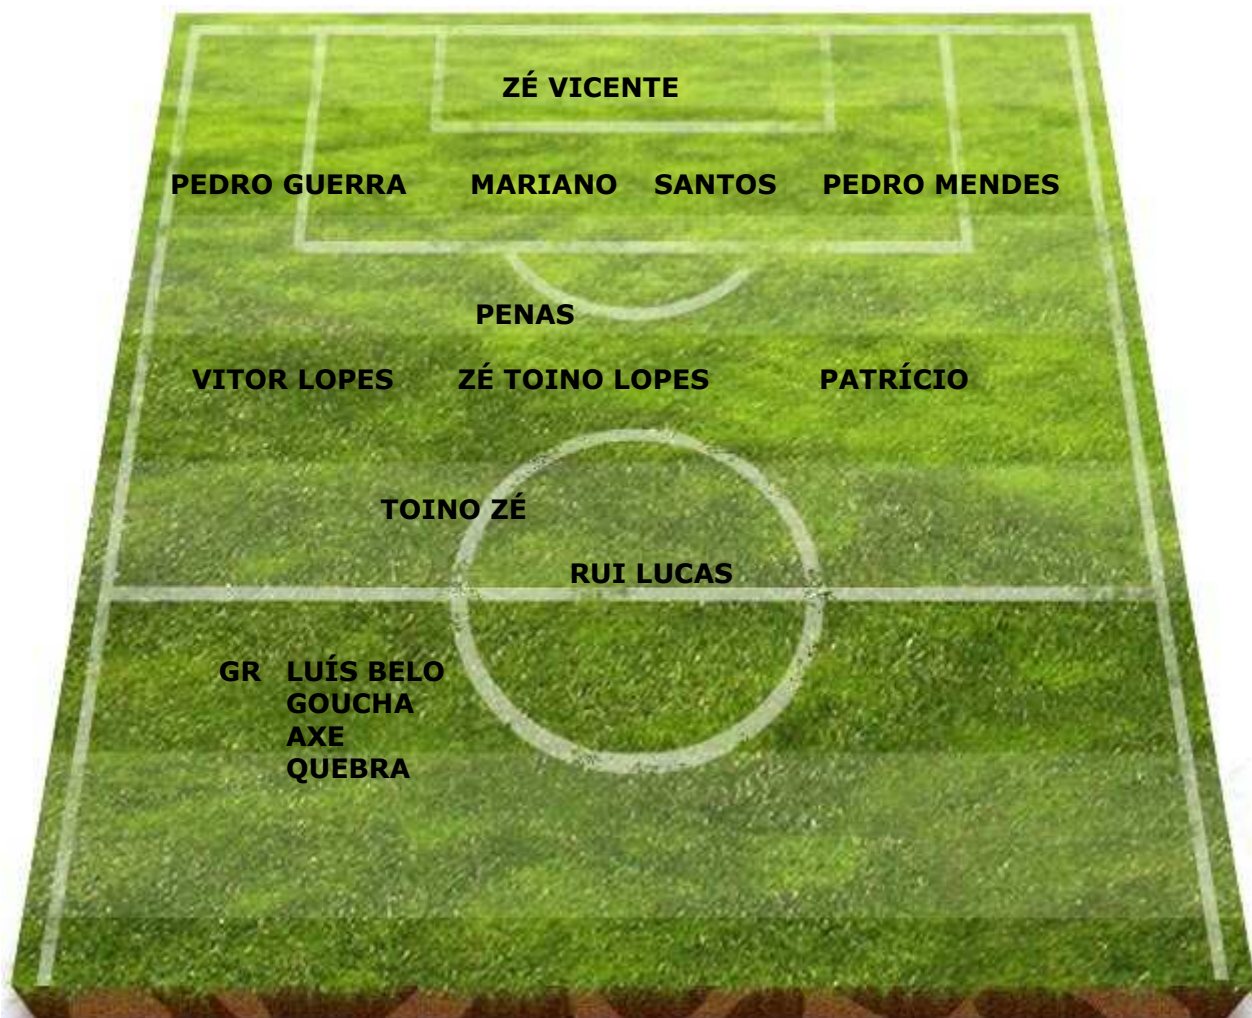 ZÉ VICENTE
PEDRO GUERRA MARIANO SANTOS PEDRO MENDES
PENAS
VITOR LOPES ZÉ TOINO LOPES PATRÍCIO
TOINO ZÉ
RUI LUCAS
GR LUÍS BELO
GOUCHA
AXE
QUEBRA